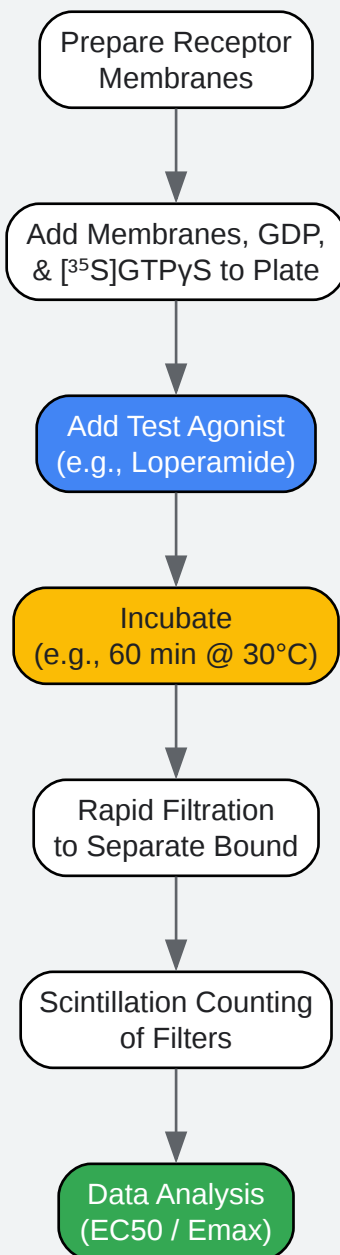 Prepare Receptor
Membranes
Add Membranes, GDP,
& [³⁵S]GTPγS to Plate
Add Test Agonist
(e.g., Loperamide)
Incubate
(e.g., 60 min @ 30°C)
Rapid Filtration
to Separate Bound
Scintillation Counting
of Filters
Data Analysis
(EC50 / Emax)